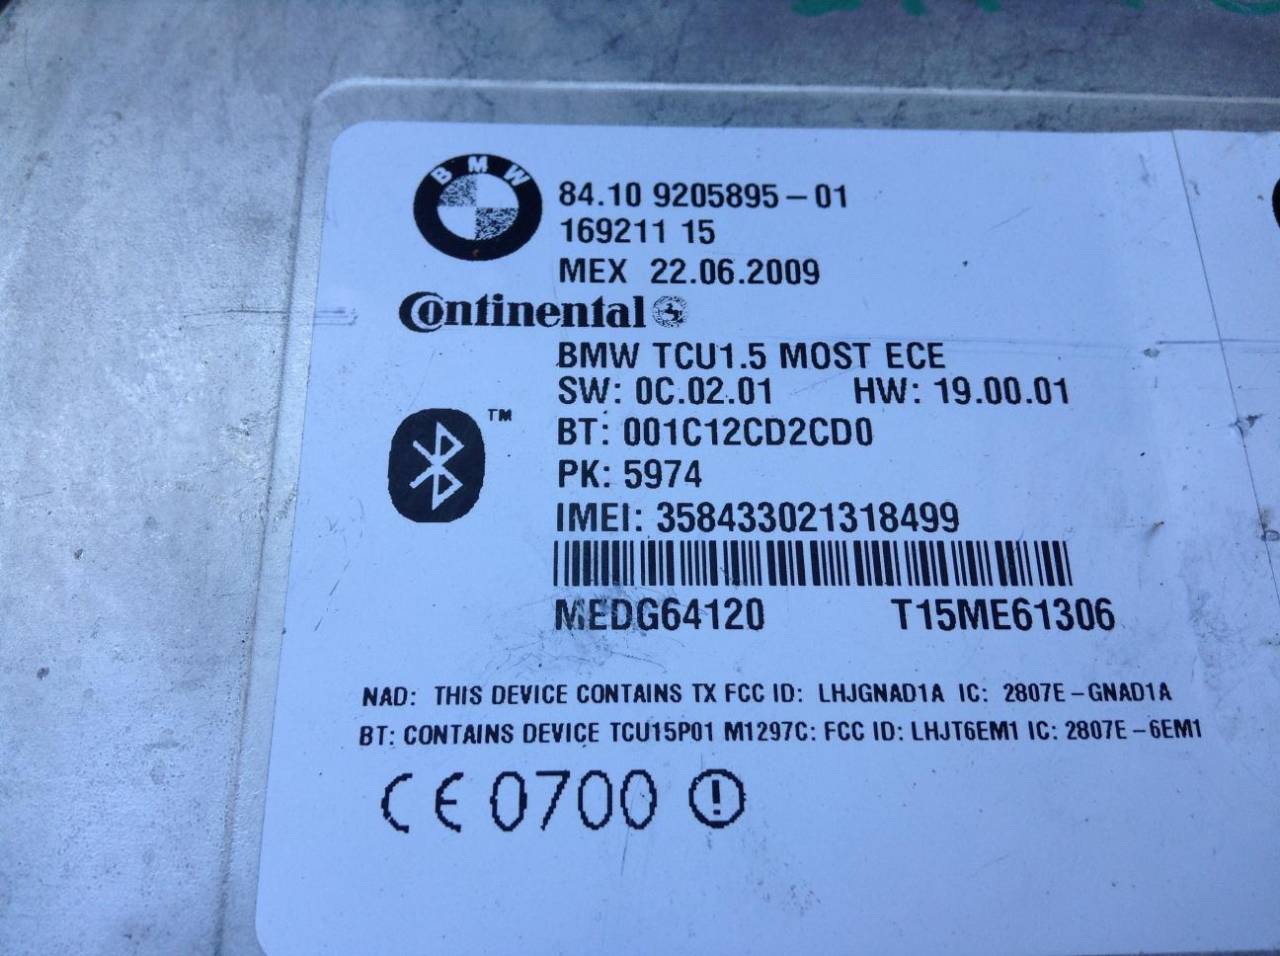 BMW
84.10 9205895-01
169211 15
MEX 22.06.2009
Continental
BMW TCU1.5 MOST ECE
SW: 0C.02.01 HW: 19.00.01
TM
BT: 001C12CD2CD0
PK: 5974
IMEI: 358433021318499
MEDG64120 T15ME61306
NAD: THIS DEVICE CONTAINS TX FCC ID: LHJGNAD1A IC: 2807E-GNAD1A
BT: CONTAINS DEVICE TCU15P01 M1297C: FCC ID: LHJT6EM1 IC: 2807E-6EM1
CE 0700 !